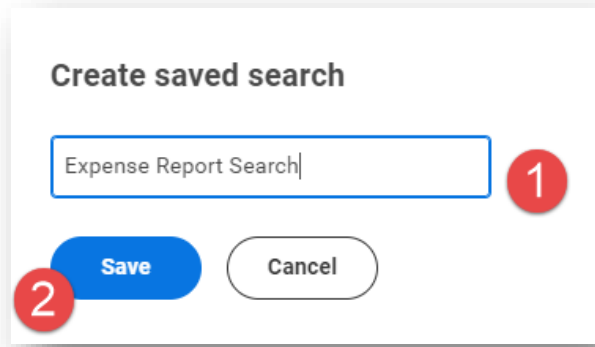 Create saved search
Expense Report Search
1
Save Cancel
2